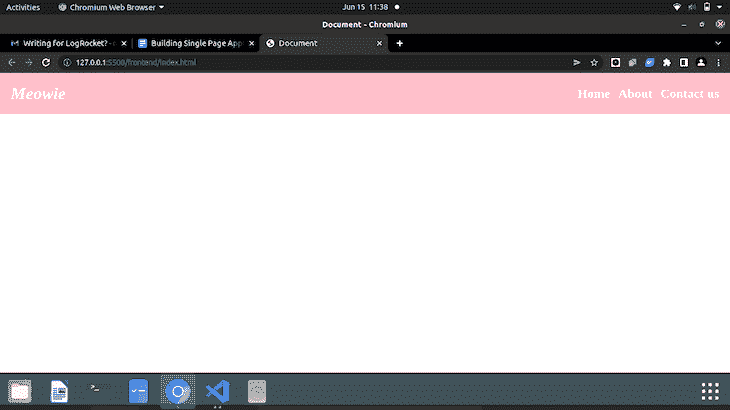 Activities Chromium Web Browser Jun 15 11:38
Document - Chromium
Writing for LogRocket? - Building Single Page App Document
127.0.0.1:5500/frontend/index.html
Meowie Home About Contact us